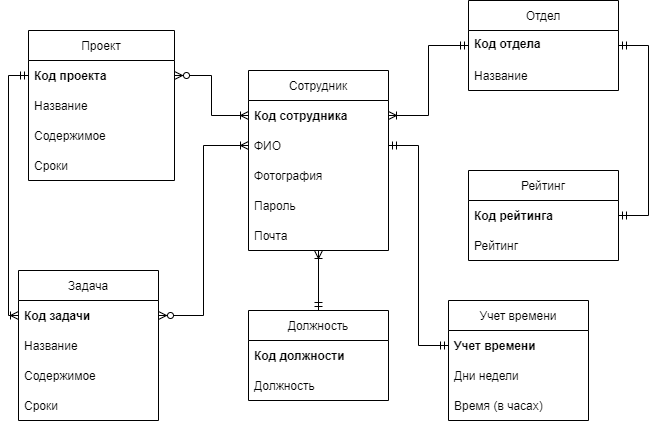 Проект
Код проекта
Название
Содержимое
Сроки
Сотрудник
Код сотрудника
ФИО
Фотография
Пароль
Почта
Отдел
Код отдела
Название
Рейтинг
Код рейтинга
Рейтинг
Задача
Код задачи
Название
Содержимое
Сроки
Должность
Код должности
Должность
Учет времени
Учет времени
Дни недели
Время (в часах)